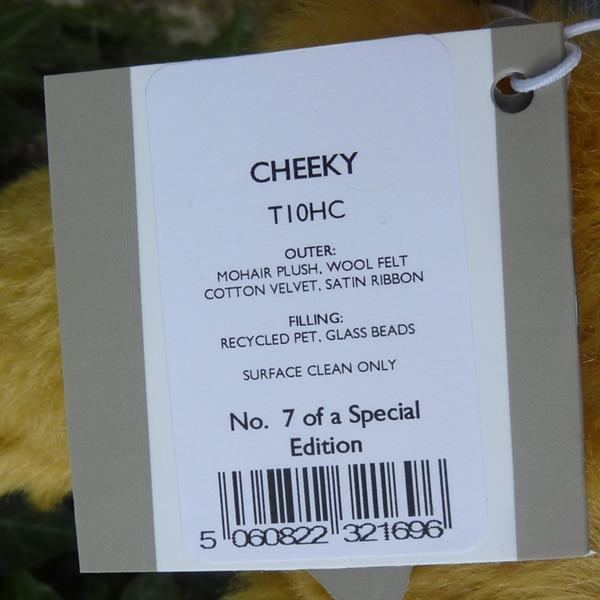 CHEEKY
T10HC
OUTER:
MOHAIR PLUSH, WOOL FELT
COTTON VELVET, SATIN RIBBON
FILLING:
RECYCLED PET, GLASS BEADS
SURFACE CLEAN ONLY
No. 7 of a Special
Edition
5 060822 321696